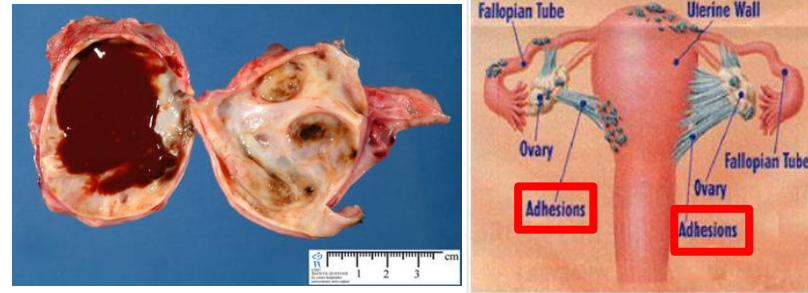 Fallopian Tube
Uterine Wall
Ovary
Adhesions
Fallopian Tube
Ovary
Adhesions
cm
1 2 3